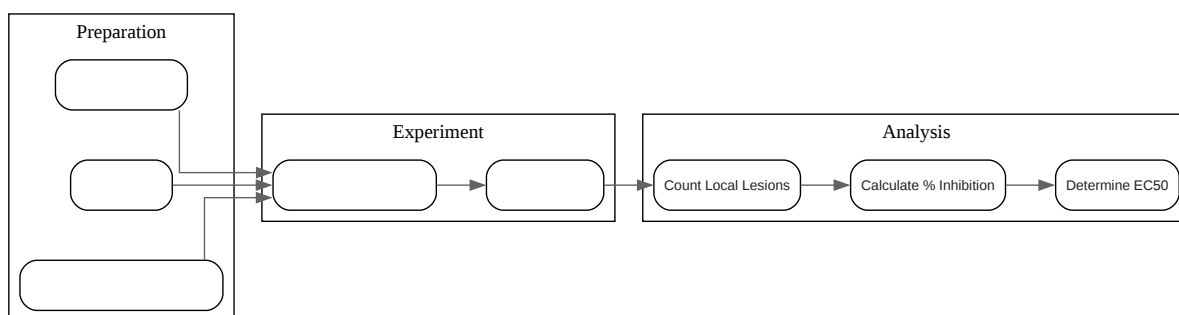 Preparation
Experiment
Analysis
Count Local Lesions
Calculate % Inhibition
Determine EC50